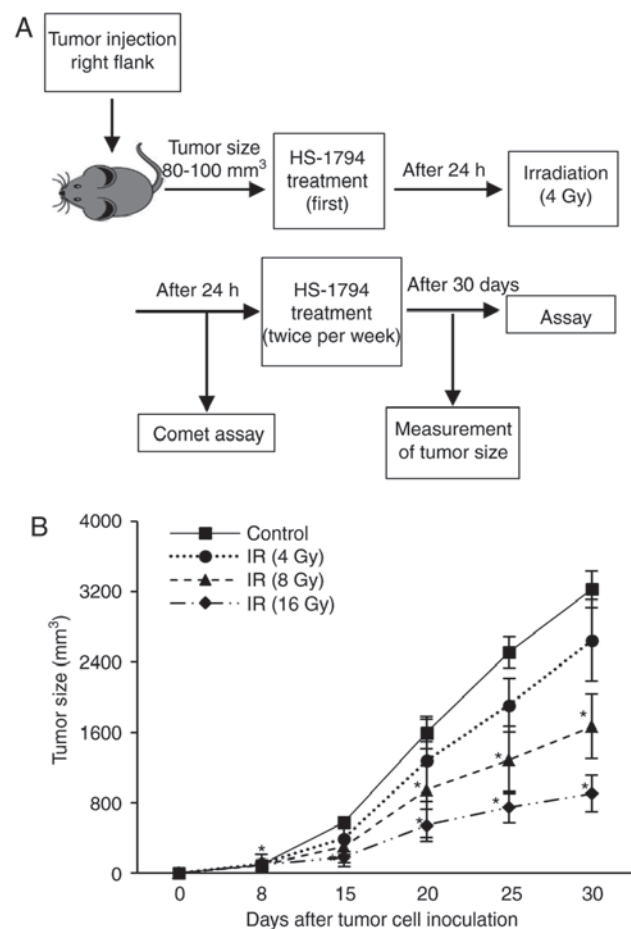 A
Tumor injection
right flank
Tumor size
80-100 mm³
HS-1794
treatment
(first)
After 24 h
Irradiation
(4 Gy)
After 24 h
HS-1794
treatment
(twice per week)
After 30 days
Assay
Comet assay
Measurement
of tumor size
B
4000
3200
2400
1600
800
0
Tumor size (mm³)
Control
IR (4 Gy)
IR (8 Gy)
IR (16 Gy)
*
*
*
*
*
*
*
0 8 15 20 25 30
Days after tumor cell inoculation